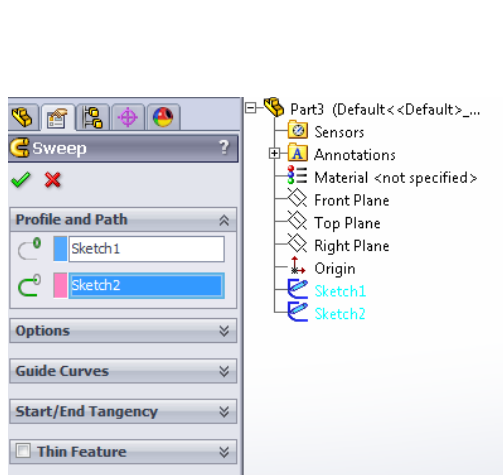 Sweep ?
Profile and Path
Sketch1
Sketch2
Options
Guide Curves
Start/End Tangency
Thin Feature
Part3 (Default<<Default>_...
Sensors
A Annotations
Material <not specified>
Front Plane
Top Plane
Right Plane
Origin
Sketch1
Sketch2